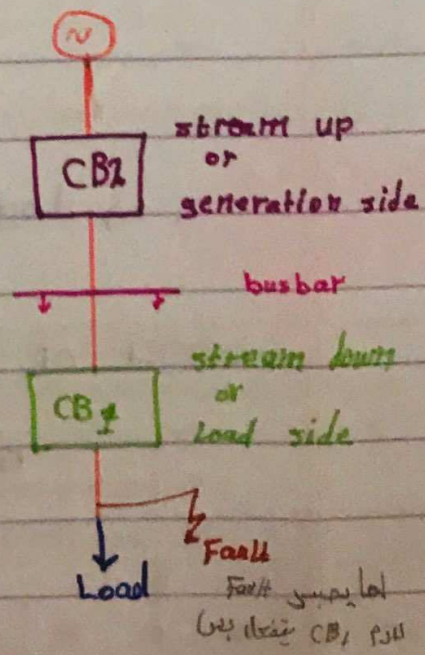 ~
CB2
stream up
or
generation side
busbar
stream down
or
Load side
CB1
Fault
Load
لما يحصل Fault
لازم CB1 يفصل بس